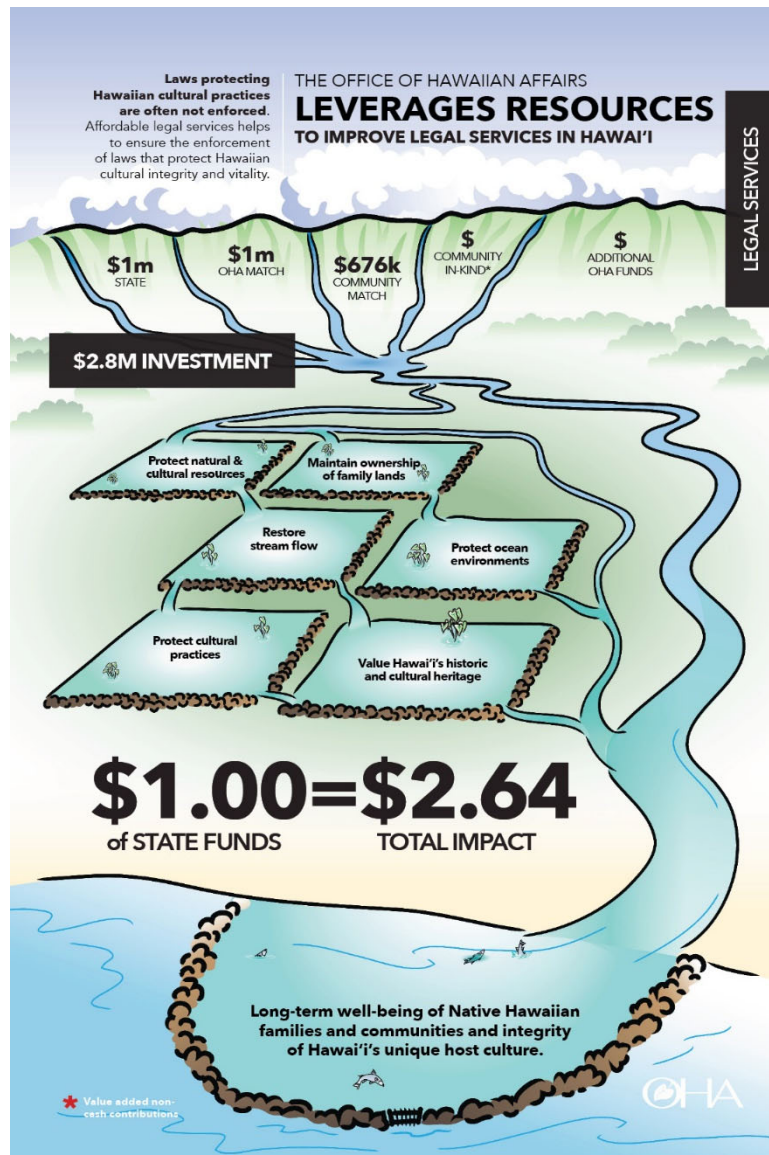 Laws protecting
Hawaiian cultural practices
are often not enforced.
Affordable legal services helps
to ensure the enforcement
of laws that protect Hawaiian
cultural integrity and vitality.
THE OFFICE OF HAWAIIAN AFFAIRS
LEVERAGES RESOURCES
TO IMPROVE LEGAL SERVICES IN HAWAI'I
LEGAL SERVICES
$1m
STATE
$1m
OHA MATCH
$676k
COMMUNITY
MATCH
$
COMMUNITY
IN-KIND*
$
ADDITIONAL
OHA FUNDS
$2.8M INVESTMENT
Protect natural &
cultural resources
Maintain ownership
of family lands
Restore
stream flow
Protect ocean
environments
Protect cultural
practices
Value Hawai'i's historic
and cultural heritage
$1.00=$2.64
of STATE FUNDS TOTAL IMPACT
Long-term well-being of Native Hawaiian
families and communities and integrity
of Hawai'i's unique host culture.
* Value added non-
cash contributions
OHA